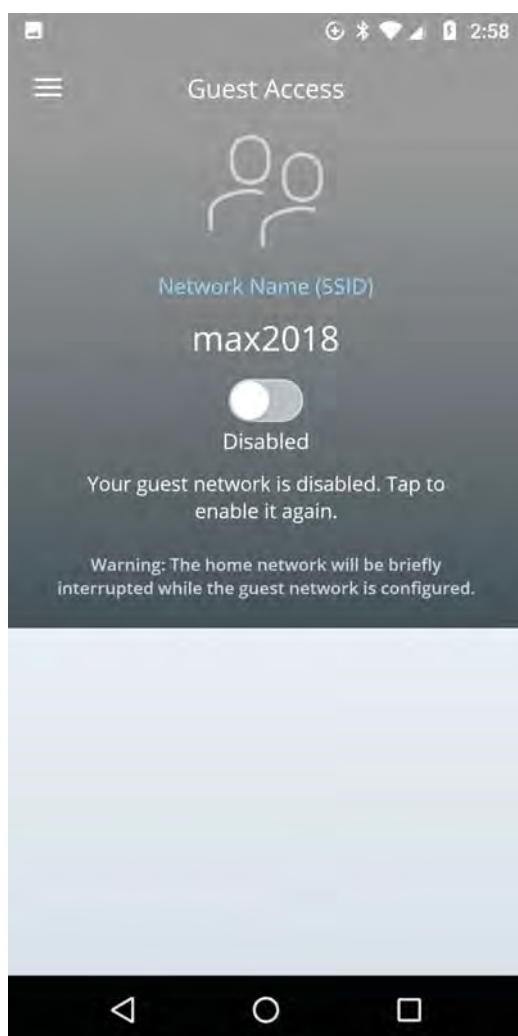 2:58
Guest Access
Network Name (SSID)
max2018
Disabled
Your guest network is disabled. Tap to
enable it again.
Warning: The home network will be briefly
interrupted while the guest network is configured.